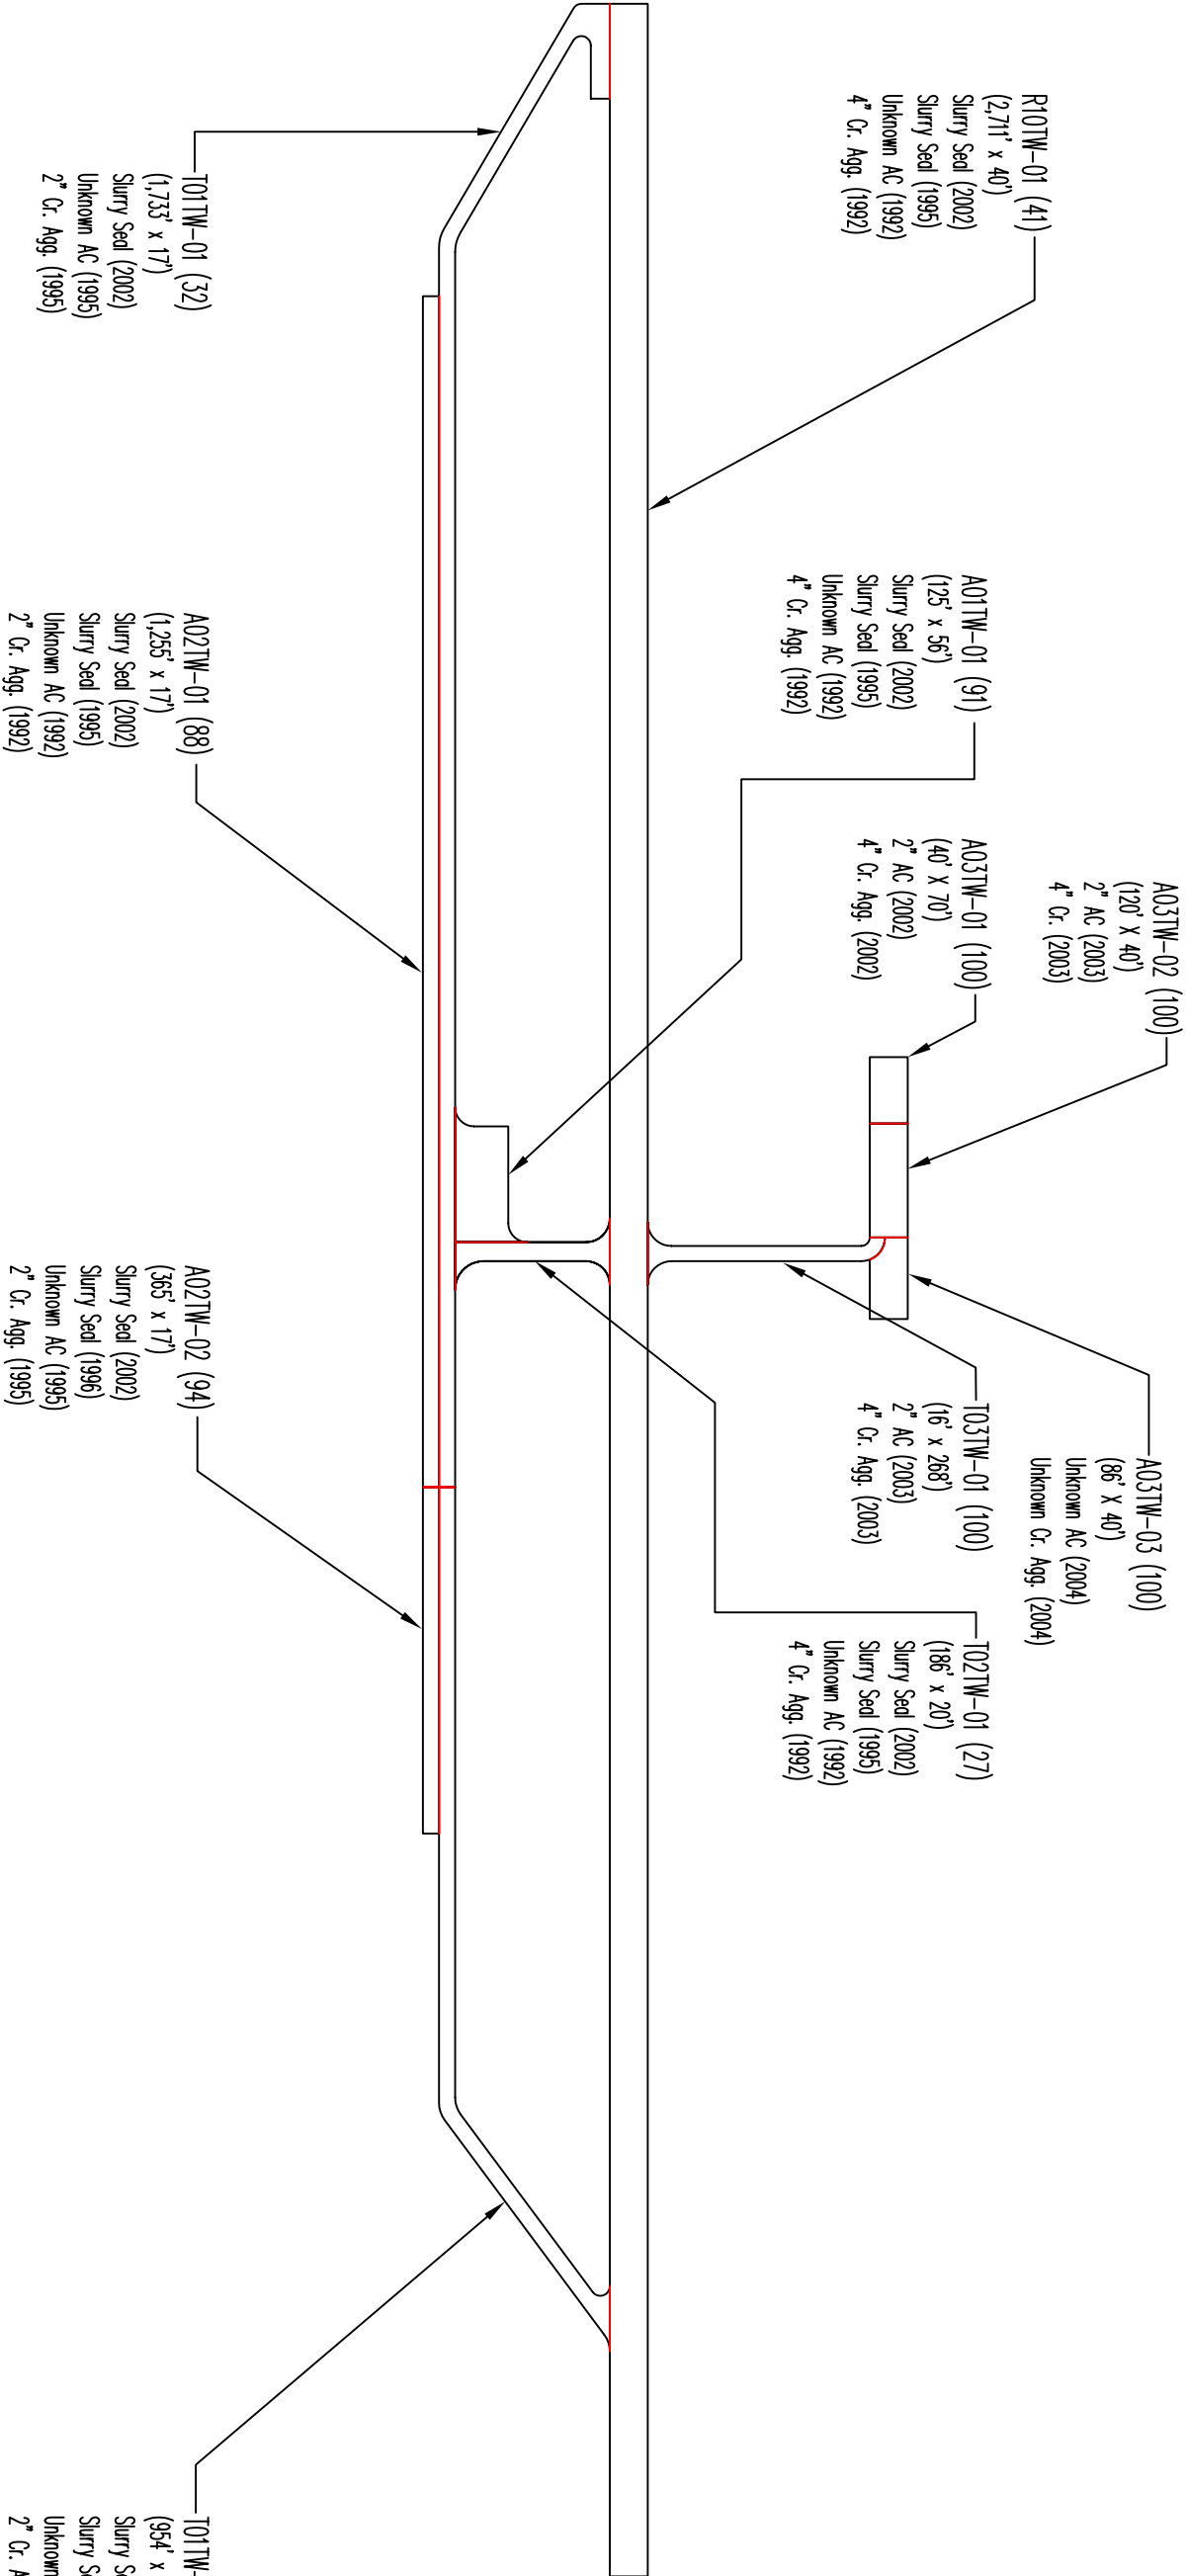 R10TW-01 (41)
(2,711' x 40')
Slurry Seal (2002)
Slurry Seal (1995)
Unknown AC (1992)
4" Cr. Agg. (1992)
A01TW-01 (91)
(125' x 56')
Slurry Seal (2002)
Slurry Seal (1995)
Unknown AC (1992)
4" Cr. Agg. (1992)
A03TW-02 (100)
(120' X 40')
2" AC (2003)
4" Cr. (2003)
A03TW-01 (100)
(40' X 70')
2" AC (2002)
4" Cr. Agg. (2002)
A03TW-03 (100)
(86' X 40')
Unknown AC (2004)
Unknown Cr. Agg. (2004)
T03TW-01 (100)
(16' x 268')
2" AC (2003)
4" Cr. Agg. (2003)
T02TW-01 (27)
(186' x 20')
Slurry Seal (2002)
Slurry Seal (1995)
Unknown AC (1992)
4" Cr. Agg. (1992)
T01TW-01 (32)
(1,733' x 17')
Slurry Seal (2002)
Unknown AC (1995)
2" Cr. Agg. (1995)
A02TW-01 (88)
(1,255' x 17')
Slurry Seal (2002)
Slurry Seal (1995)
Unknown AC (1992)
2" Cr. Agg. (1992)
A02TW-02 (94)
(365' x 17')
Slurry Seal (2002)
Slurry Seal (1996)
Unknown AC (1995)
2" Cr. Agg. (1995)
T01TW-
(954' x
Slurry
Slurry
Unknown
2" Cr.